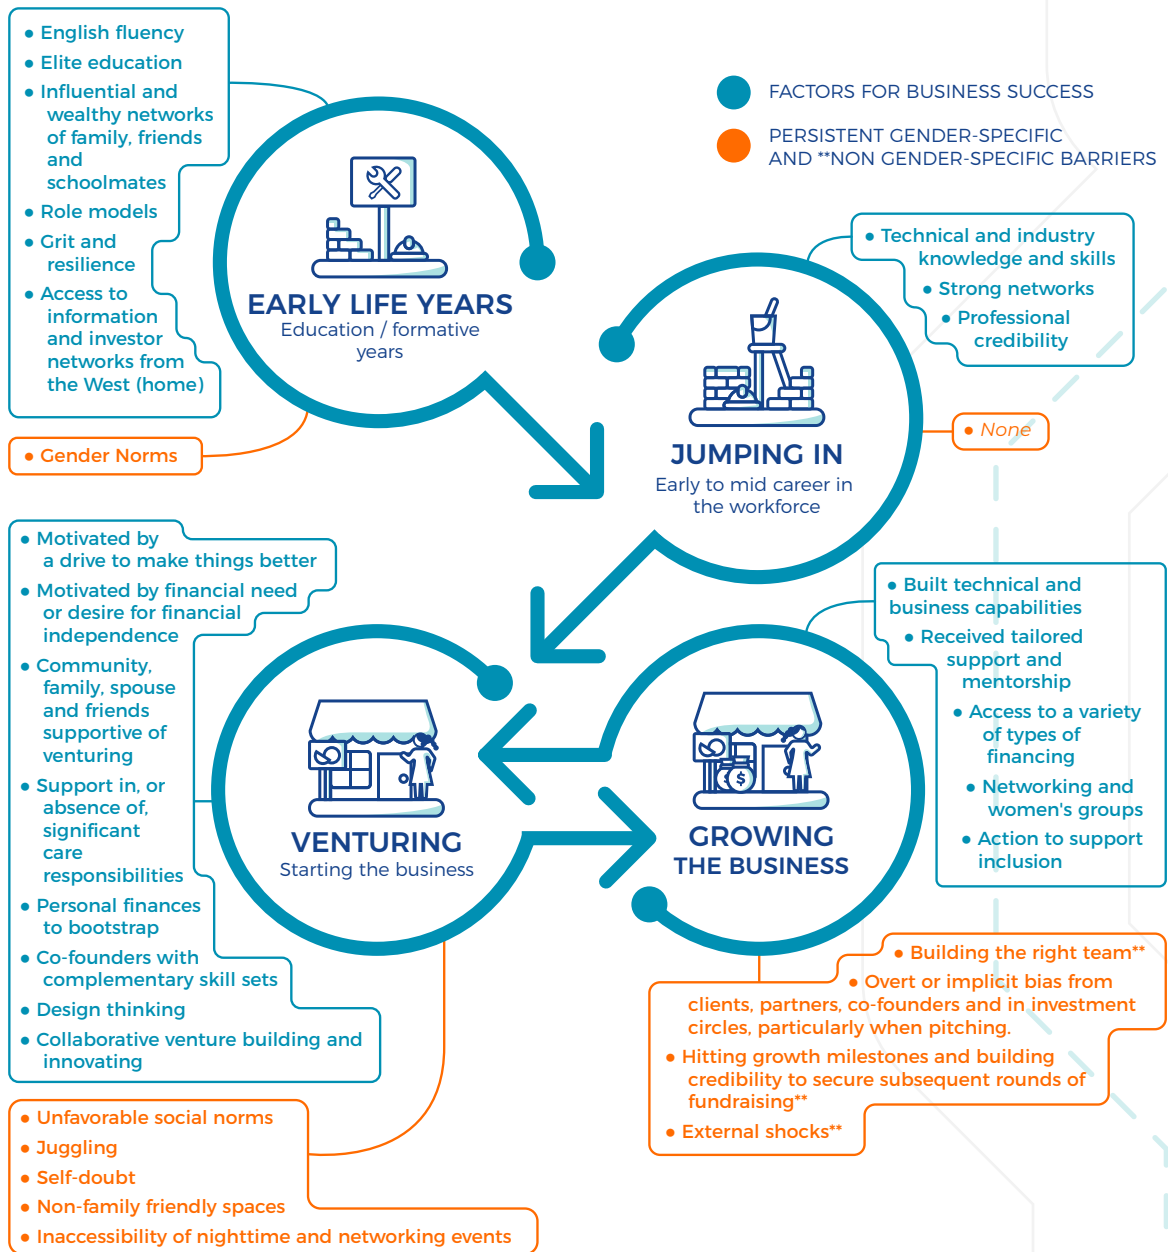 ● English fluency
● Elite education
● Influential and
wealthy networks
of family, friends
and
schoolmates
● Role models
● Grit and
resilience
● Access to
information
and investor
networks from
the West (home)
● Gender Norms
EARLY LIFE YEARS
Education / formative
years
FACTORS FOR BUSINESS SUCCESS
PERSISTENT GENDER-SPECIFIC
AND **NON GENDER-SPECIFIC BARRIERS
● Technical and industry
knowledge and skills
● Strong networks
● Professional
credibility
● None
JUMPING IN
Early to mid career in
the workforce
● Motivated by
a drive to make things better
● Motivated by financial need
or desire for financial
independence
● Community,
family, spouse
and friends
supportive of
venturing
● Support in, or
absence of,
significant
care
responsibilities
● Personal finances
to bootstrap
● Co-founders with
complementary skill sets
● Design thinking
● Collaborative venture building and
innovating
VENTURING
Starting the business
● Unfavorable social norms
● Juggling
● Self-doubt
● Non-family friendly spaces
● Inaccessibility of nighttime and networking events
$
$
GROWING
THE BUSINESS
● Built technical and
business capabilities
● Received tailored
support and
mentorship
● Access to a variety
of types of
financing
● Networking and
women's groups
● Action to support
inclusion
● Building the right team**
● Overt or implicit bias from
clients, partners, co-founders and in investment
circles, particularly when pitching.
● Hitting growth milestones and building
credibility to secure subsequent rounds of
fundraising**
● External shocks**